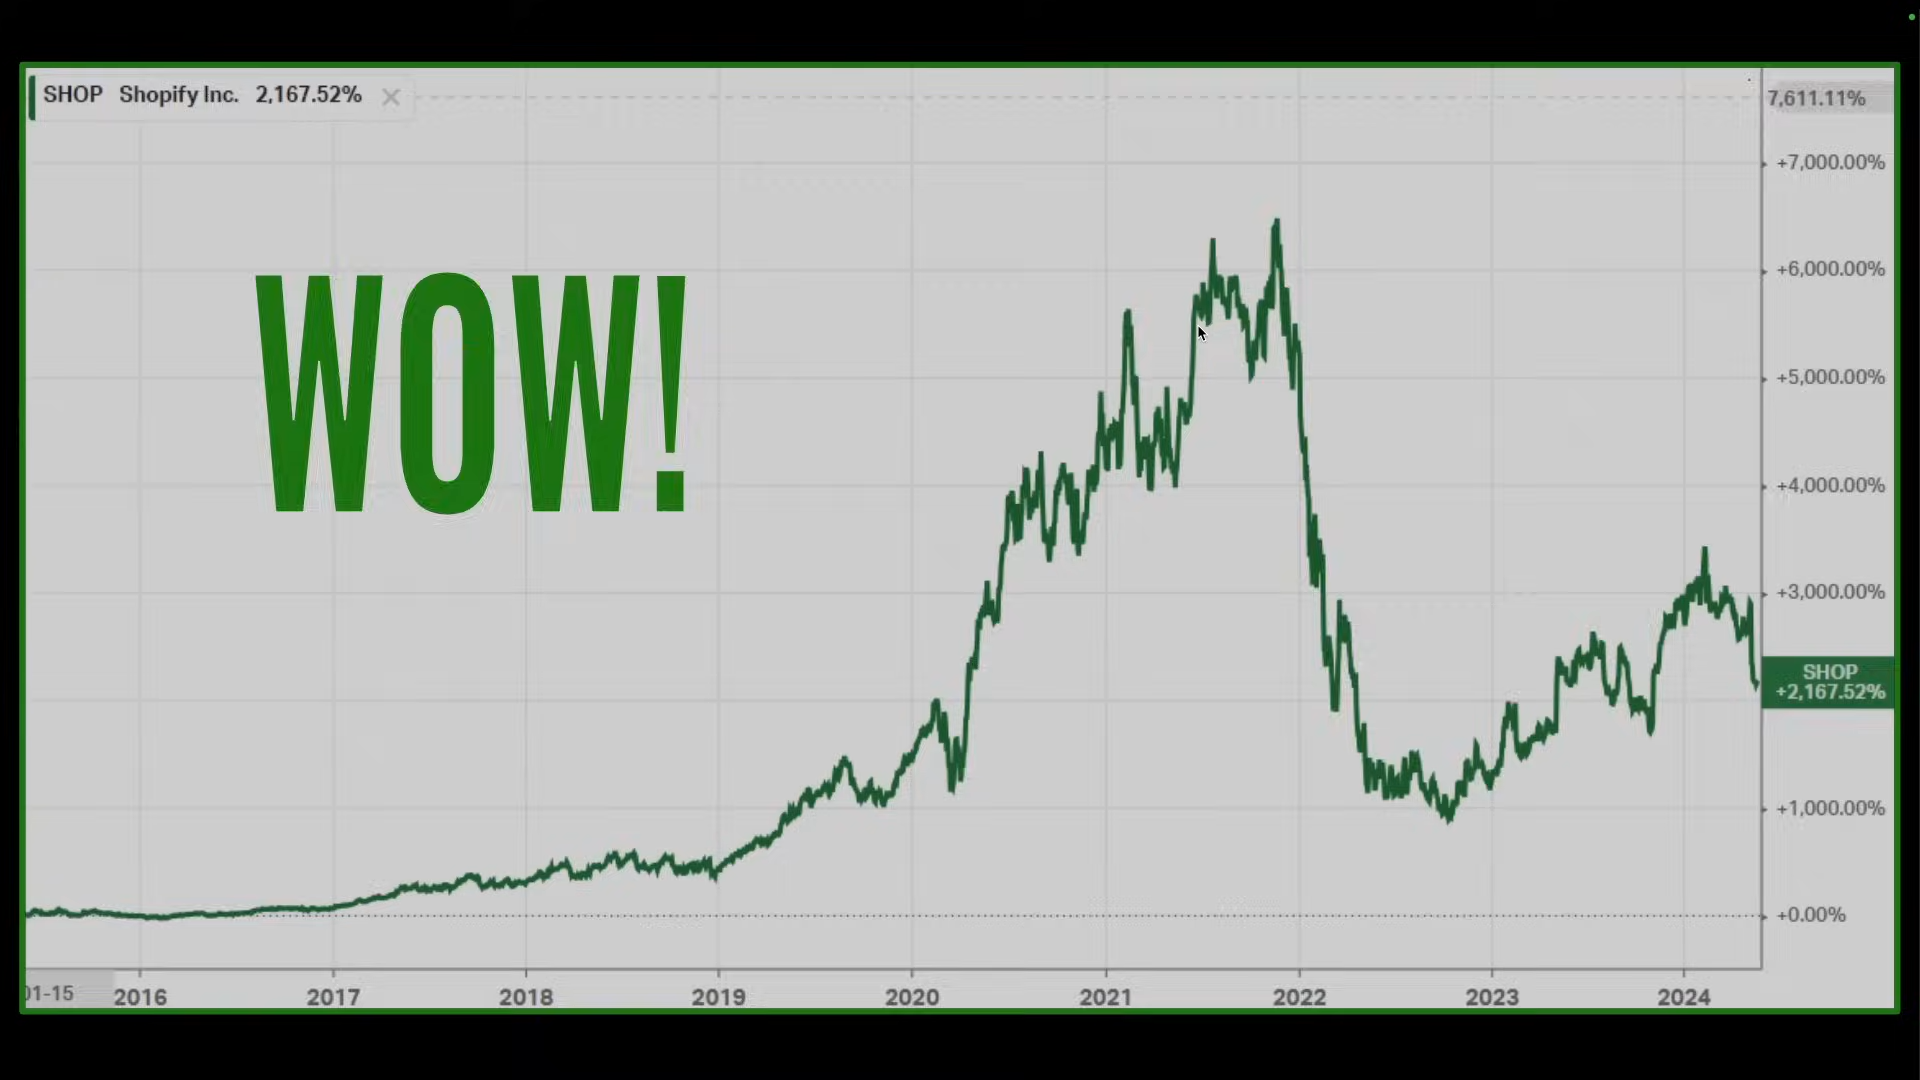 SHOP Shopify Inc. 2,167.52%
7,611.11%
+7,000.00%
WOW!
+6,000.00%
+5,000.00%
+4,000.00%
+3,000.00%
SHOP
+2,167.52%
+1,000.00%
+0.00%
01-15 2016 2017 2018 2019 2020 2021 2022 2023 2024